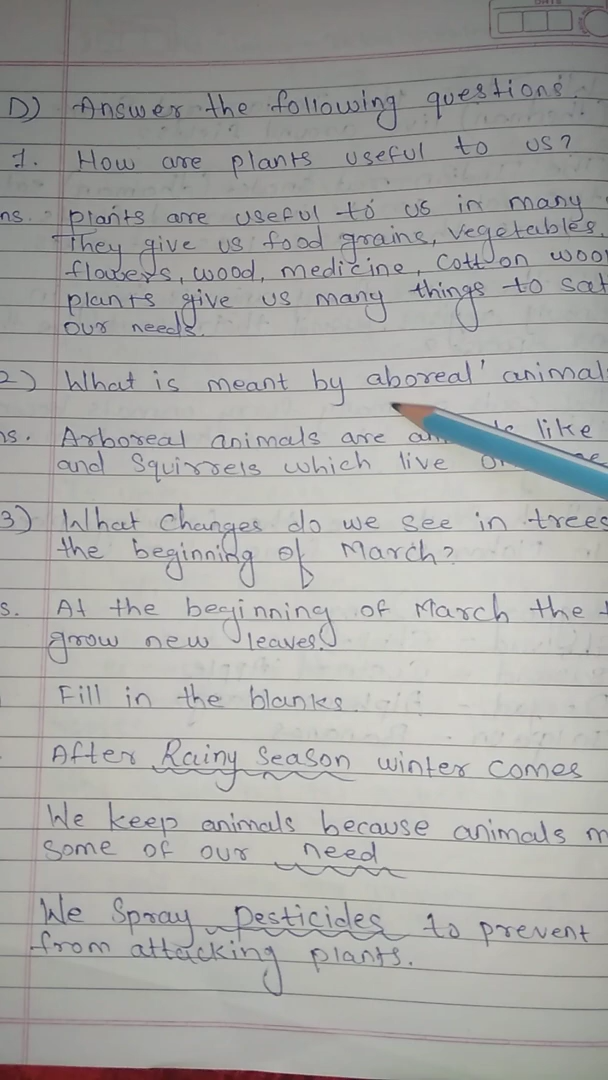 D) Answer the following questions.
1. How are plants useful to us?
ns. plants are useful to us in many
They give us food grains, vegetables,
flowers, wood, medicine, cotton wool
plants give us many things to sat
our needs.
2) What is meant by aboreal' animal
ns. Arboreal animals are like
and Squirrels which live
3) What changes do we see in trees
the beginning of March?
s. At the beginning of March the t
grow new leaves.
Fill in the blanks.
After Rainy season winter comes
We keep animals because animals m
some of our need
We Spray pesticides to prevent
from attacking plants.